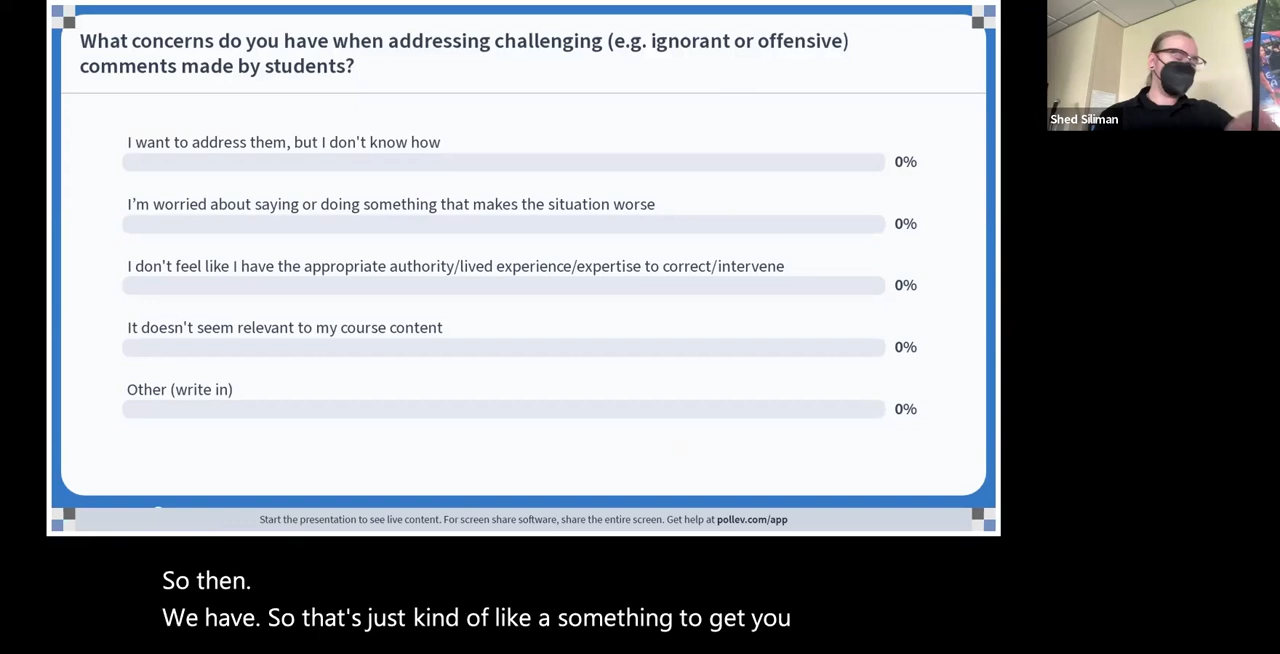 What concerns do you have when addressing challenging (e.g. ignorant or offensive)
comments made by students?
I want to address them, but I don't know how
0%
I’m worried about saying or doing something that makes the situation worse
0%
I don't feel like I have the appropriate authority/lived experience/expertise to correct/intervene
0%
It doesn't seem relevant to my course content
0%
Other (write in)
0%
Start the presentation to see live content. For screen share software, share the entire screen. Get help at pollev.com/app
Shed Siliman
So then.
We have. So that's just kind of like a something to get you